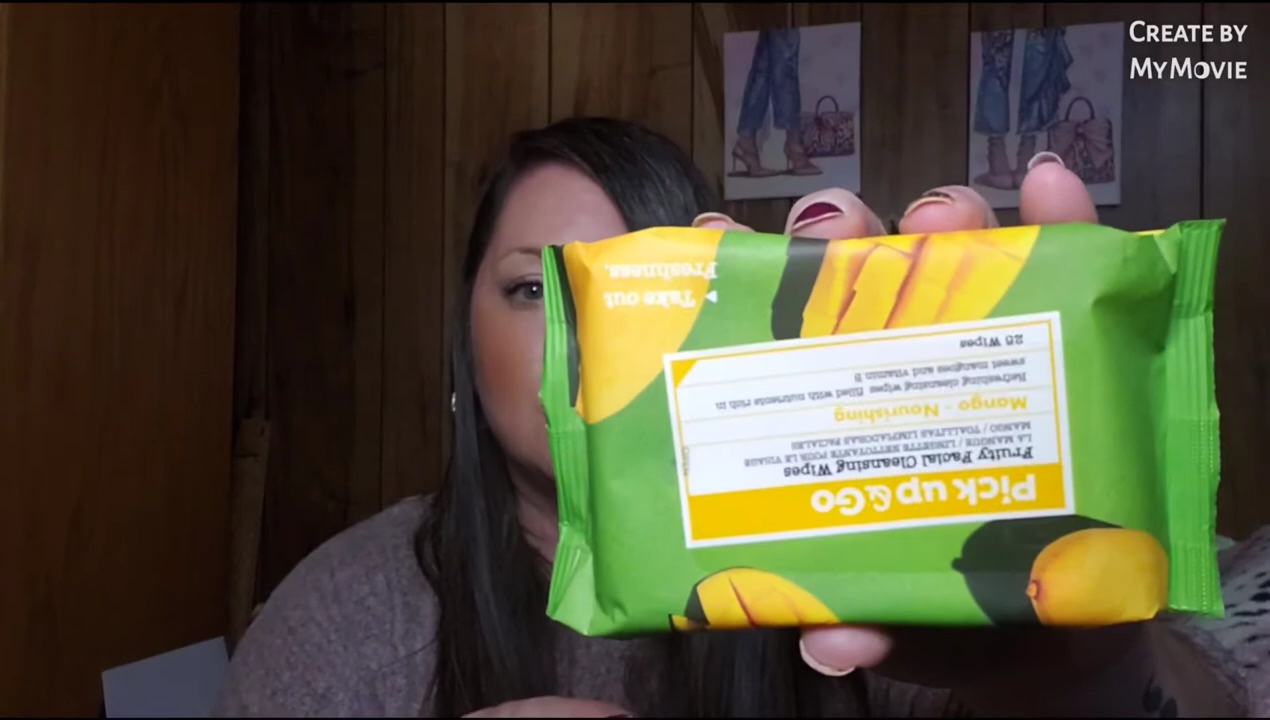 CREATE BY
MYMOVIE
Pick up&Go
Fruity Facial Cleansing Wipes
LA MANGUE / LINGETTE NETTOYANTE POUR LE VISAGE
MANGO / TOALLITAS LIMPIADORAS FACIALES
Mango - Nourishing
Refreshing cleansing wipes filled with nutrients rich in
sweet mangoes and vitamin B
25 Wipes
Take out
Freshness.